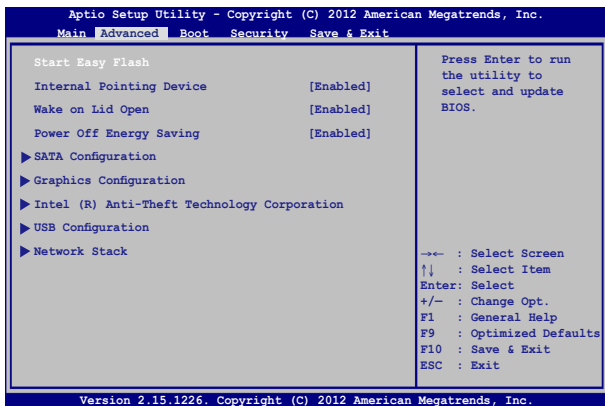 Aptio Setup Utility - Copyright (C) 2012 American Megatrends, Inc.
Main Advanced Boot Security Save & Exit
Start Easy Flash
Internal Pointing Device [Enabled]
Wake on Lid Open [Enabled]
Power Off Energy Saving [Enabled]
SATA Configuration
Graphics Configuration
Intel (R) Anti-Theft Technology Corporation
USB Configuration
Network Stack
Press Enter to run
the utility to
select and update
BIOS.
→← : Select Screen
↑↓ : Select Item
Enter: Select
+/— : Change Opt.
F1 : General Help
F9 : Optimized Defaults
F10 : Save & Exit
ESC : Exit
Version 2.15.1226. Copyright (C) 2012 American Megatrends, Inc.